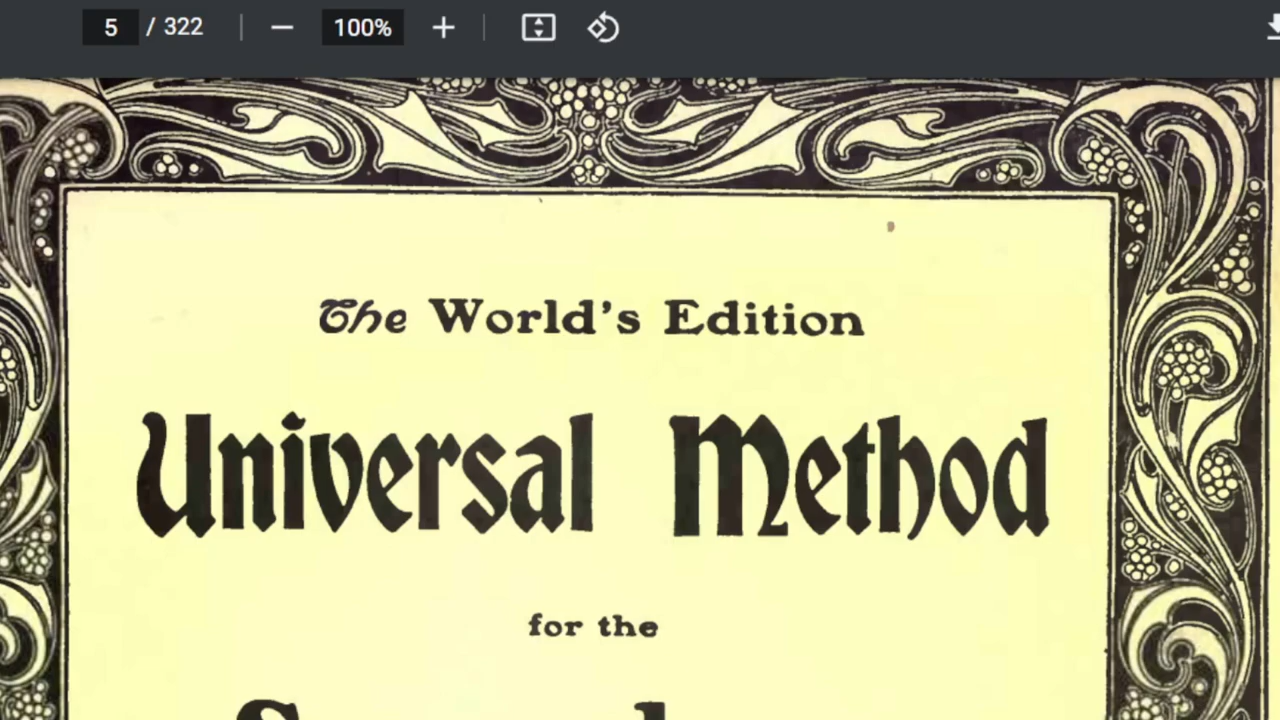 5 / 322 100%
The World's Edition
Universal Method
for the